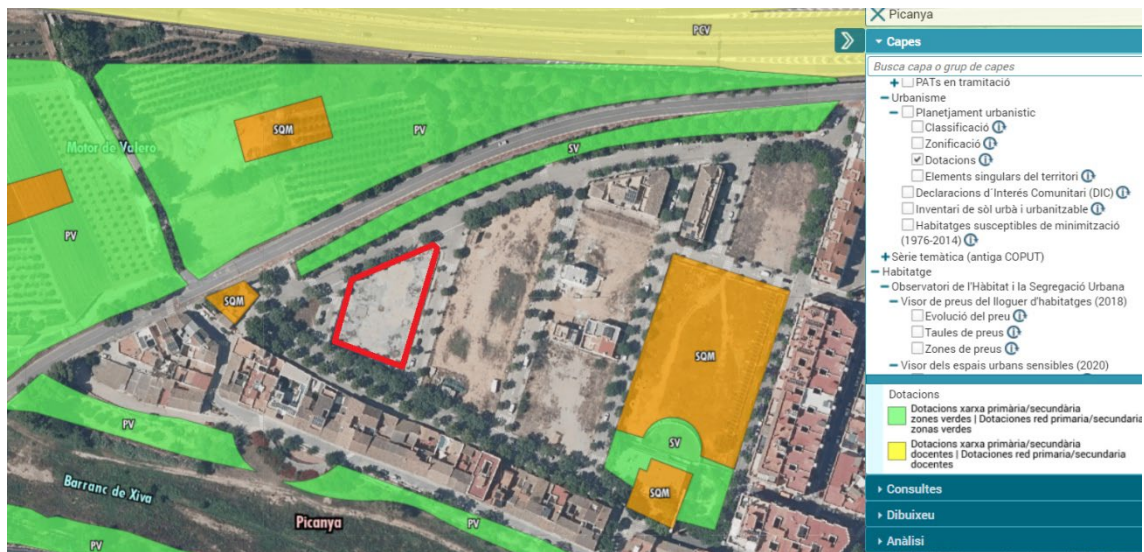 PCV
SQM
PV
Motor de Valero
SV
PV
SQM
SQM
PV
SV
SQM
Barranc de Xiva
Picanya
PV
PV
Picanya
Capes
Busca capa o grup de capes
PATs en tramitació
Urbanisme
Planetjament urbanistic
Classificació
Zonificació
Dotacions
Elements singulars del territori
Declaracions d´Interés Comunitari (DIC)
Inventari de sòl urbà i urbanitzable
Habitatges susceptibles de minimització
(1976-2014)
Sèrie temàtica (antiga COPUT)
Habitatge
Observatori de l'Hàbitat i la Segregació Urbana
Visor de preus del lloguer d'habitatges (2018)
Evolució del preu
Taules de preus
Zones de preus
Visor dels espais urbans sensibles (2020)
Dotacions
Dotacions xarxa primària/secundària
zones verdes | Dotaciones red primaria/secundaria
zonas verdes
Dotacions xarxa primària/secundària
docentes | Dotaciones red primaria/secundaria
docentes
Consultes
Dibuixeu
Anàlisi